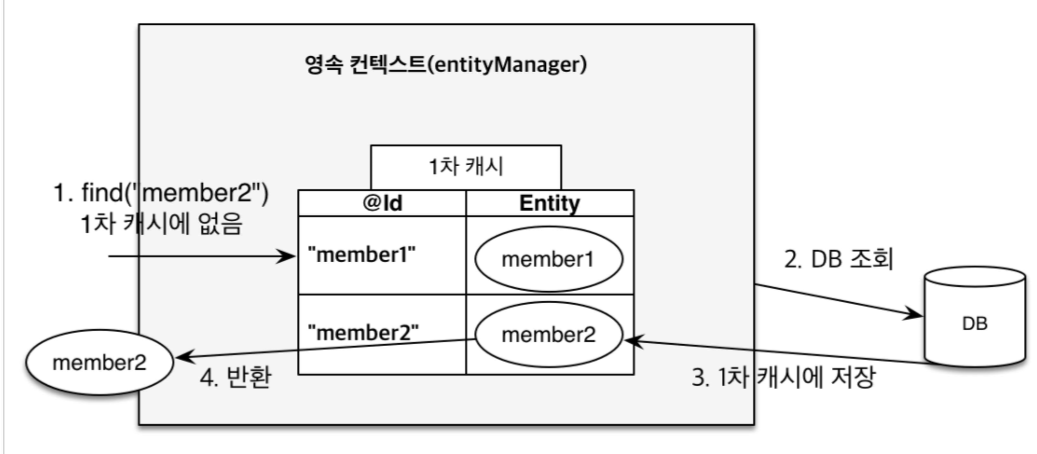 영속 컨텍스트(entityManager)
1차 캐시
1. find("member2")
1차 캐시에 없음
@Id
Entity
"member1"
member1
2. DB 조회
DB
"member2"
member2
member2
4. 반환
3. 1차 캐시에 저장